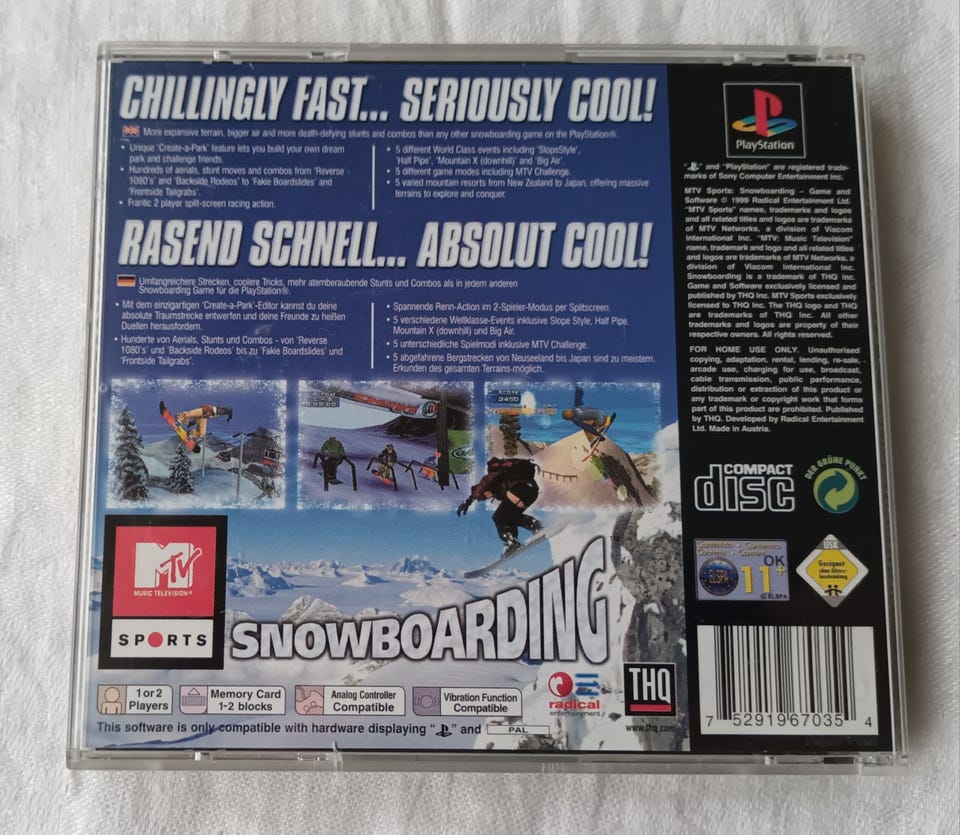 CHILLINGLY FAST... SERIOUSLY COOL!
More expansive terrain, bigger air and more death-defying stunts and combos than any other snowboarding game on the PlayStation®.
• Unique 'Create-a-Park' feature lets you build your own dream
park and challenge friends.
• Hundreds of aerials, stunt moves and combos from 'Reverse
1080's' and 'Backside Rodeos' to 'Fakie Boardslides' and
'Frontside Tailgrabs'.
• Frantic 2 player split-screen racing action.
• 5 different World Class events including 'SlopeStyle',
'Half Pipe', 'Mountain X (downhill)' and 'Big Air'.
• 5 different game modes including MTV Challenge.
• 5 varied mountain resorts from New Zealand to Japan, offering massive
terrains to explore and conquer.
RASEND SCHNELL... ABSOLUT COOL!
Umfangreichere Strecken, coolere Tricks, mehr atemberaubende Stunts und Combos als in jedem anderen
Snowboarding Game für die PlayStation®.
• Mit dem einzigartigen 'Create-a-Park'-Editor kannst du deine
absolute Traumstrecke entwerfen und deine Freunde zu heißen
Duellen herausfordern.
• Hunderte von Aerials, Stunts und Combos - von 'Reverse
1080's' und 'Backside Rodeos' bis zu 'Fakie Boardslides' und
'Frontside Tailgrabs'.
• Spannende Renn-Action im 2-Spieler-Modus per Splitscreen.
• 5 verschiedene Weltklasse-Events inklusive Slope Style, Half Pipe,
Mountain X (downhill) und Big Air.
• 5 unterschiedliche Spielmodi inklusive MTV Challenge.
• 5 abgefahrene Bergstrecken von Neuseeland bis Japan sind zu meistern.
Erkunden des gesamten Terrains möglich.
MTV
MUSIC TELEVISION®
SPORTS
SNOWBOARDING™
1 or 2
Players
Memory Card
1-2 blocks
Analog Controller
Compatible
Vibration Function
Compatible
radical
entertainment
THQ
www.thq.com
This software is only compatible with hardware displaying " " and PAL
PlayStation
" " and "PlayStation" are registered trade-
marks of Sony Computer Entertainment Inc.
MTV Sports: Snowboarding - Game and
Software © 1999 Radical Entertainment Ltd.
"MTV Sports" names, trademarks and logos
and all related titles and logos are trademarks
of MTV Networks, a division of Viacom
International Inc. "MTV: Music Television"
name, trademark and logo and all related titles
and logos are trademarks of MTV Networks, a
division of Viacom International Inc.
Snowboarding is a trademark of THQ Inc.
Game and Software exclusively licensed and
published by THQ Inc. MTV Sports exclusively
licensed to THQ Inc. The THQ logo and THQ
are trademarks of THQ Inc. All other
trademarks and logos are property of their
respective owners. All rights reserved.
FOR HOME USE ONLY. Unauthorised
copying, adaptation, rental, lending, re-sale,
arcade use, charging for use, broadcast,
cable transmission, public performance,
distribution or extraction of this product or
any trademark or copyright work that forms
part of this product are prohibited. Published
by THQ. Developed by Radical Entertainment
Ltd. Made in Austria.
COMPACT
disc
DER GRÜNE PUNKT
ELSPA
OK
11+
© ELSPA
USK
Geeignet
ohne Alters-
beschränkung
7 52919 67035 4